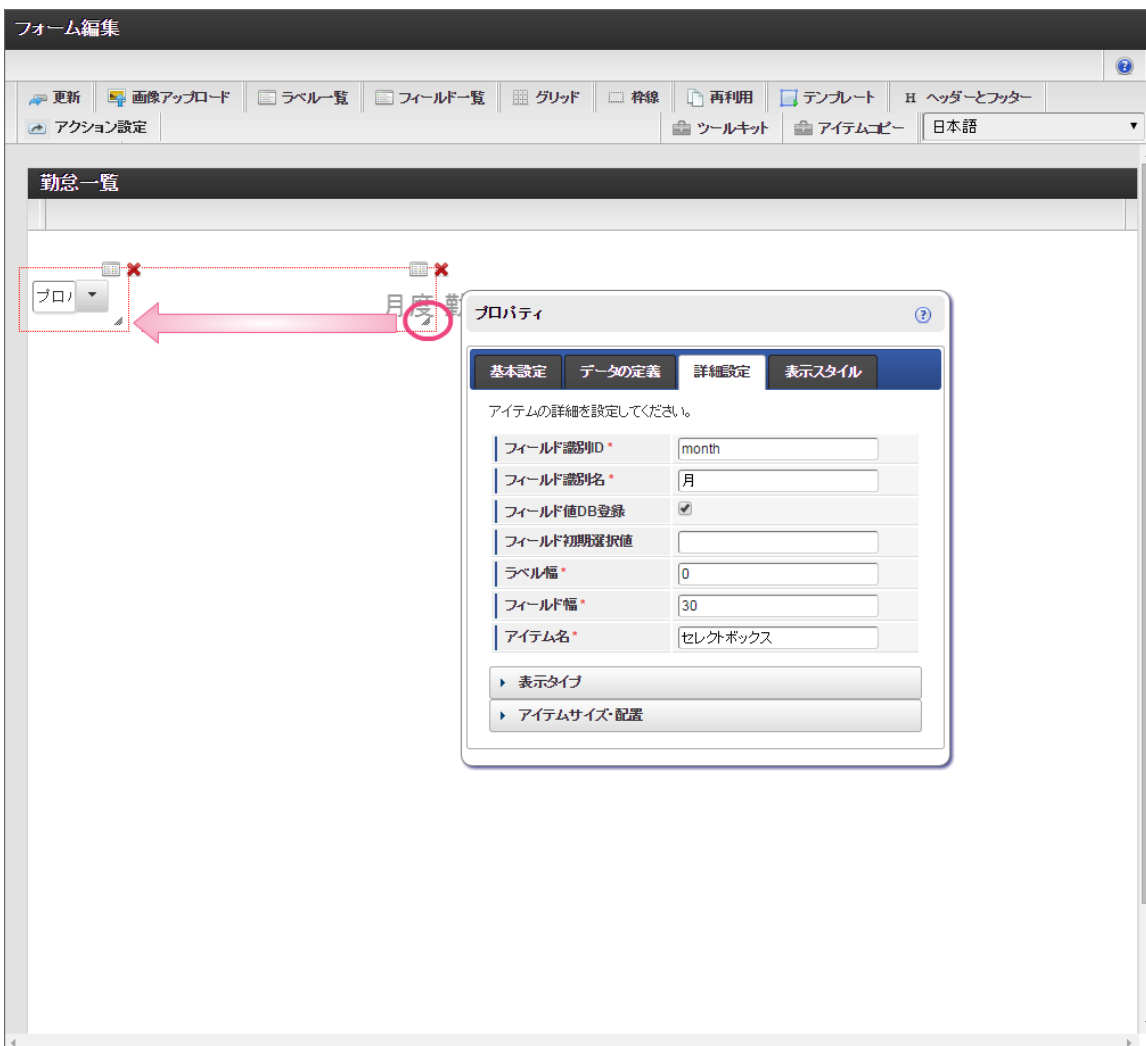 フォーム編集
更新 画像アップロード ラベル一覧 フィールド一覧 グリッド 枠線 再利用 テンプレート H ヘッダーとフッター
アクション設定 ツールキット アイテムコピー 日本語
勤怠一覧
プロ
月度 勤
プロパティ
基本設定 データの定義 詳細設定 表示スタイル
アイテムの詳細を設定してください。
フィールド識別ID * month
フィールド識別名 * 月
フィールド値DB登録
フィールド初期選択値
ラベル幅 * 0
フィールド幅 * 30
アイテム名 * セレクトボックス
表示タイプ
アイテムサイズ・配置